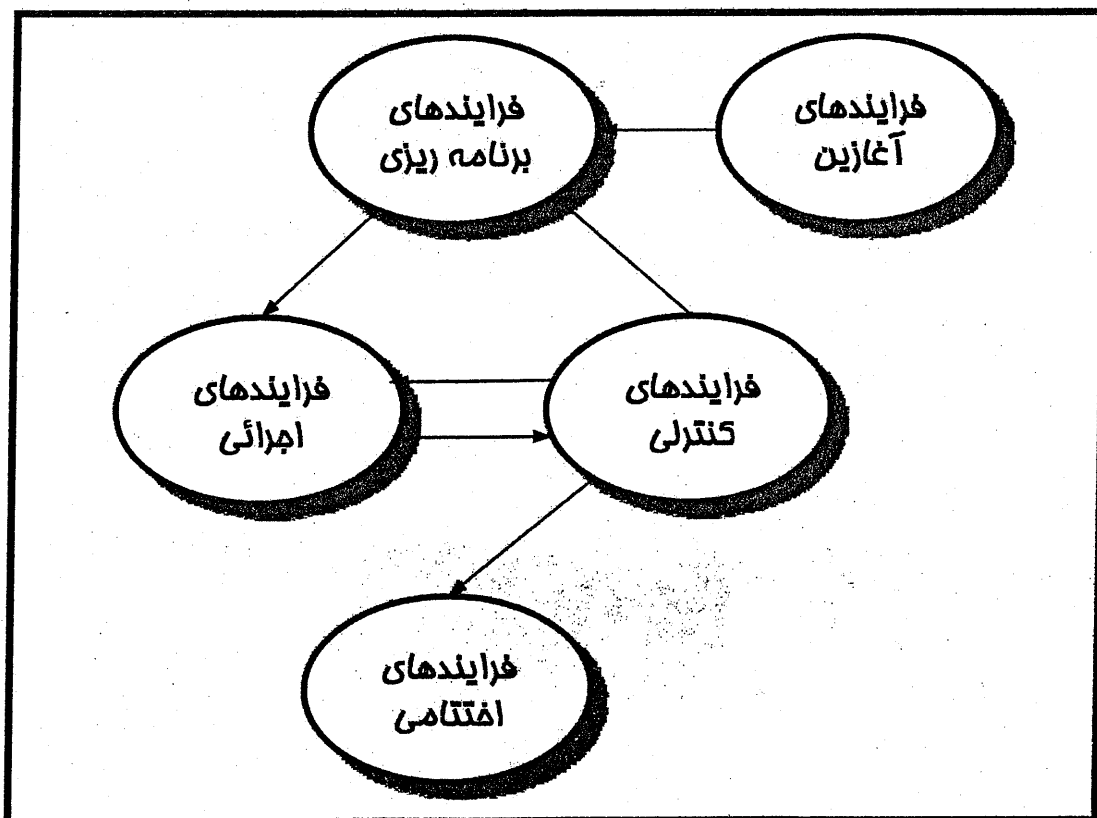 فرایندهای
آغازین
فرایندهای
برنامه ریزی
فرایندهای
کنترلی
فرایندهای
اجرائی
فرایندهای
اختتامی